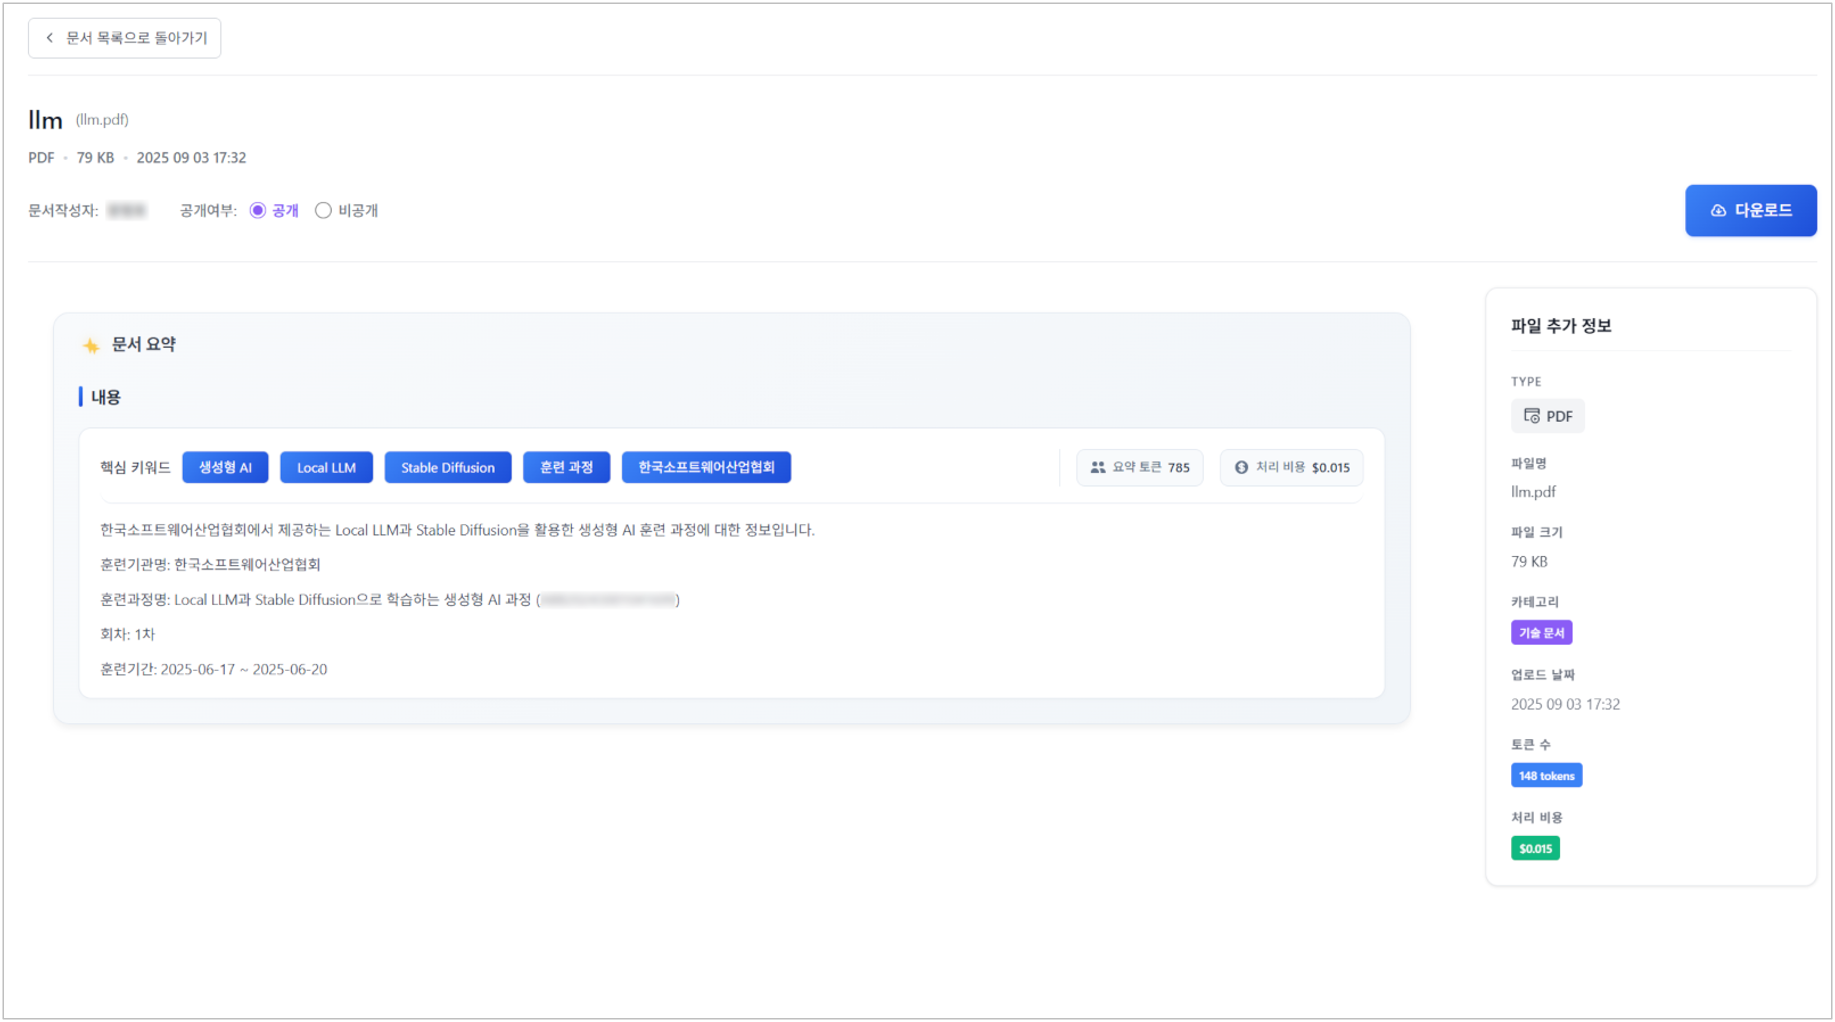 문서 목록으로 돌아가기
llm (llm.pdf)
PDF • 79 KB • 2025 09 03 17:32
문서작성자: 공개여부: 공개 비공개
다운로드
문서 요약
내용
핵심 키워드 생성형 AI Local LLM Stable Diffusion 훈련 과정 한국소프트웨어산업협회 요약 토큰 785 처리 비용 $0.015
한국소프트웨어산업협회에서 제공하는 Local LLM과 Stable Diffusion을 활용한 생성형 AI 훈련 과정에 대한 정보입니다.
훈련기관명: 한국소프트웨어산업협회
훈련과정명: Local LLM과 Stable Diffusion으로 학습하는 생성형 AI 과정 ( )
회차: 1차
훈련기간: 2025-06-17 ~ 2025-06-20
파일 추가 정보
TYPE
PDF
파일명
llm.pdf
파일 크기
79 KB
카테고리
기술 문서
업로드 날짜
2025 09 03 17:32
토큰 수
148 tokens
처리 비용
$0.015